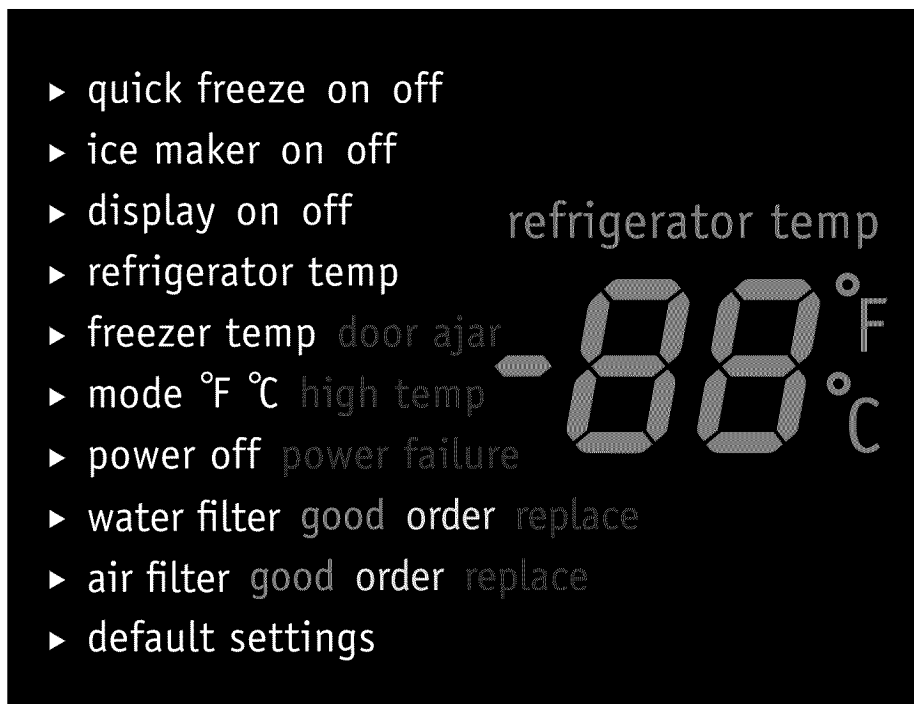 ▸ quick freeze on off
▸ ice maker on off
▸ display on off
refrigerator temp
▸ refrigerator temp
▸ freezer temp door ajar
-88 °F
°C
▸ mode °F °C high temp
▸ power off power failure
▸ water filter good order replace
▸ air filter good order replace
▸ default settings